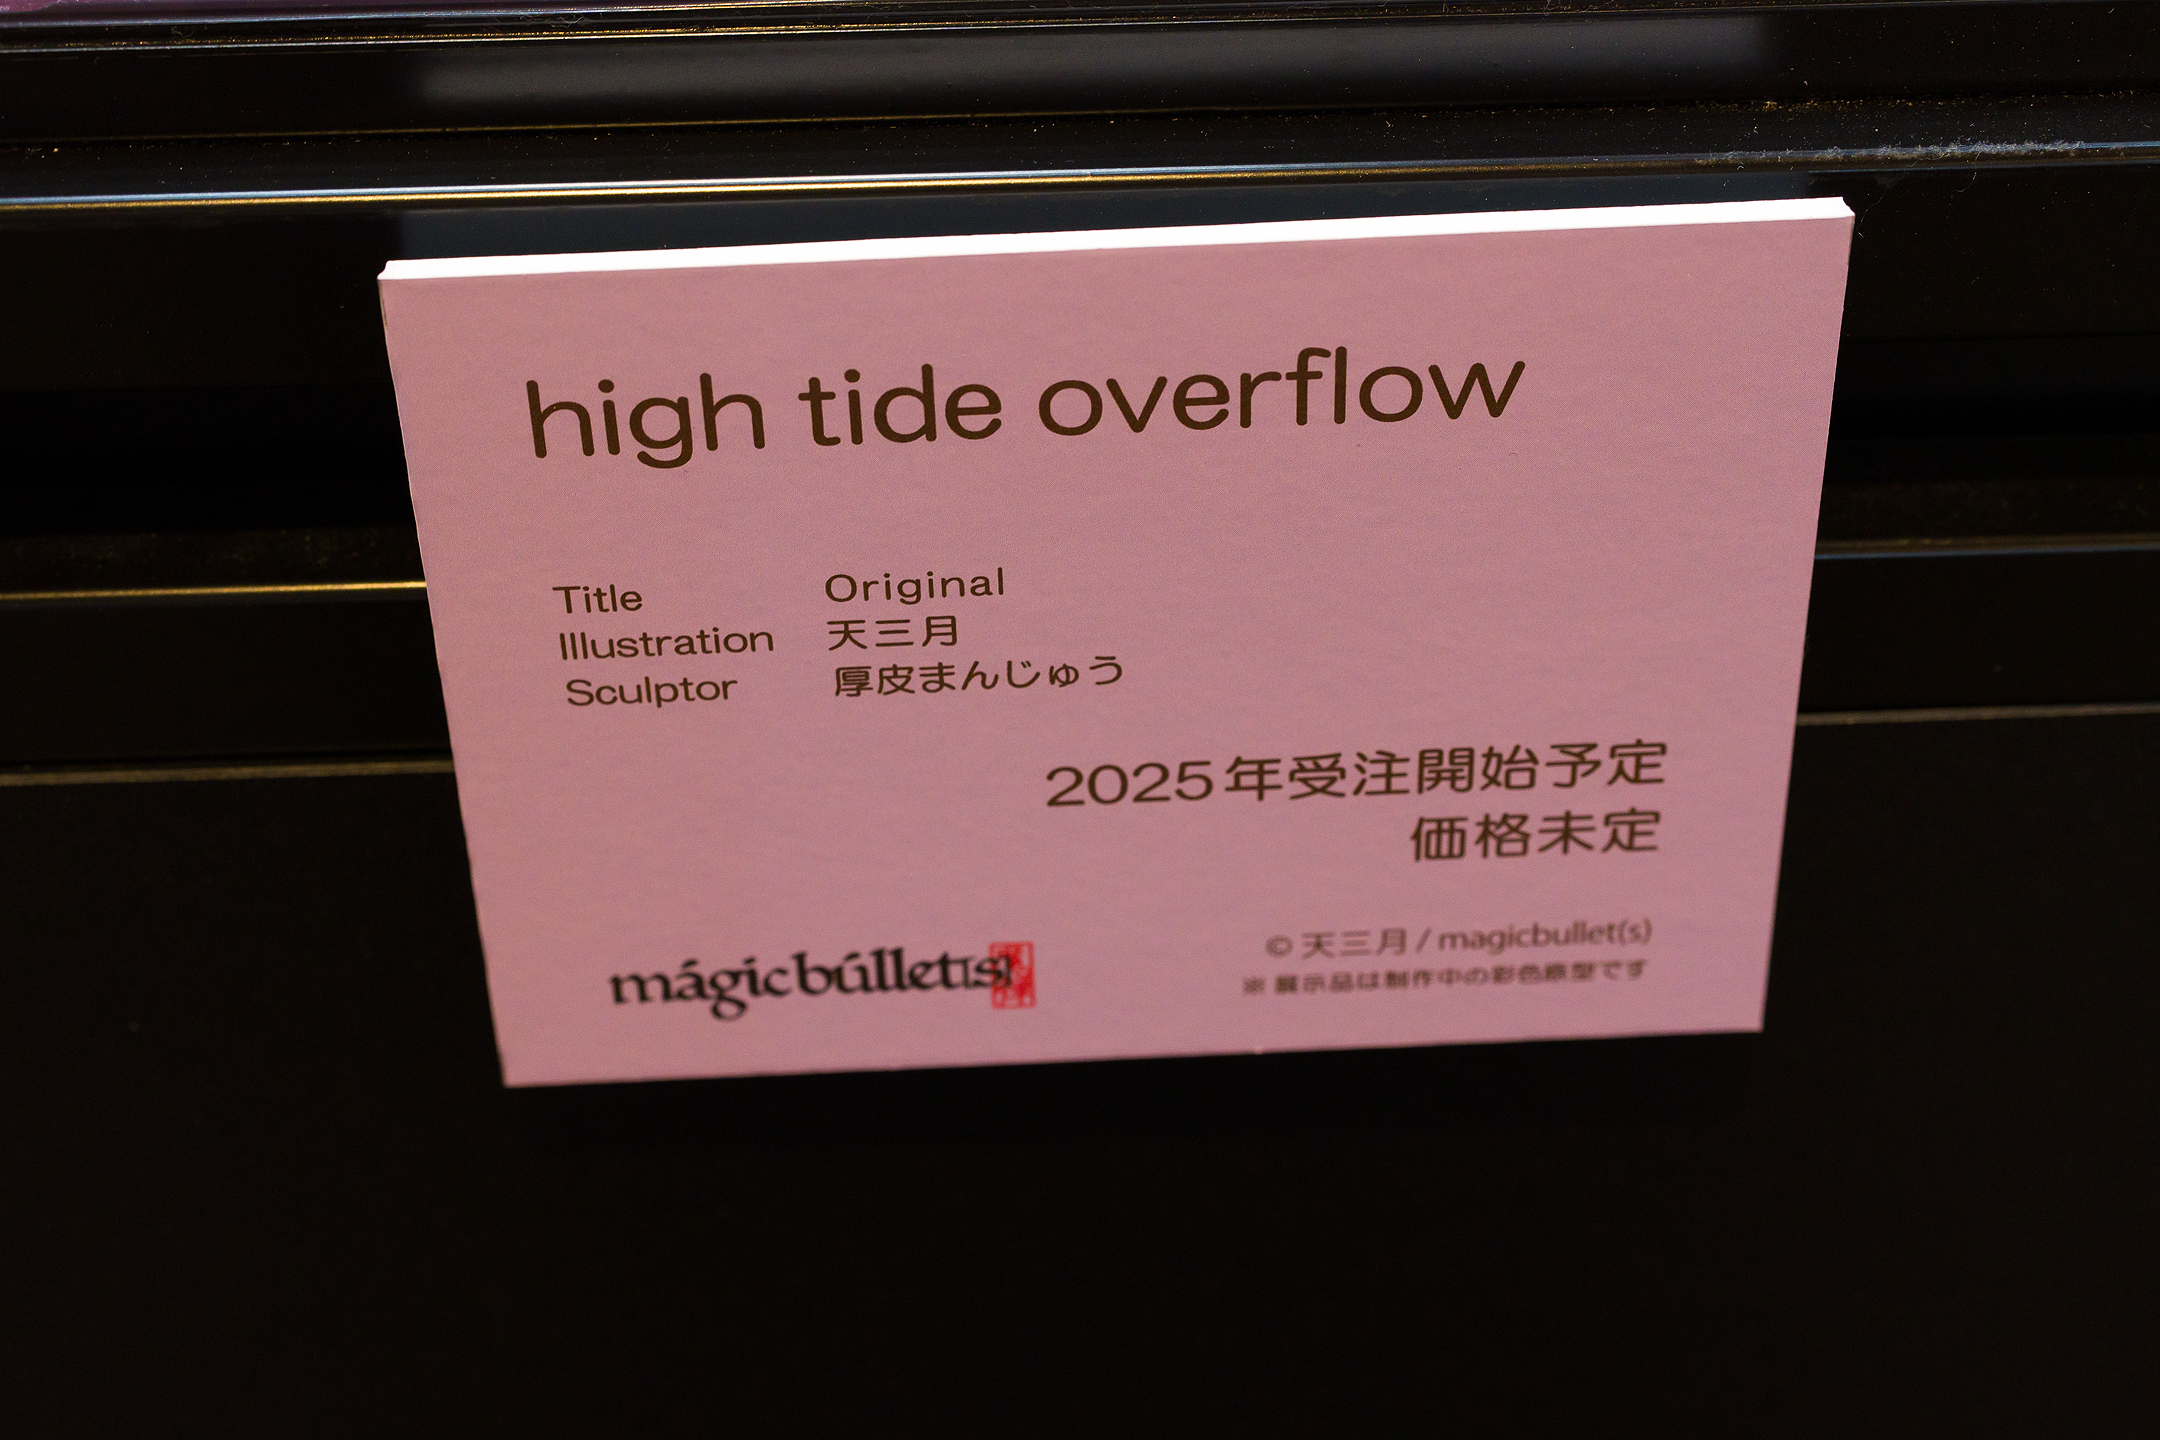 high tide overflow
Title Original
Illustration 天三月
Sculptor 厚皮まんじゅう
2025年受注開始予定
価格未定
© 天三月 / magicbullet(s)
※ 展示品は制作中の彩色原型です
mágicbúllet[s]